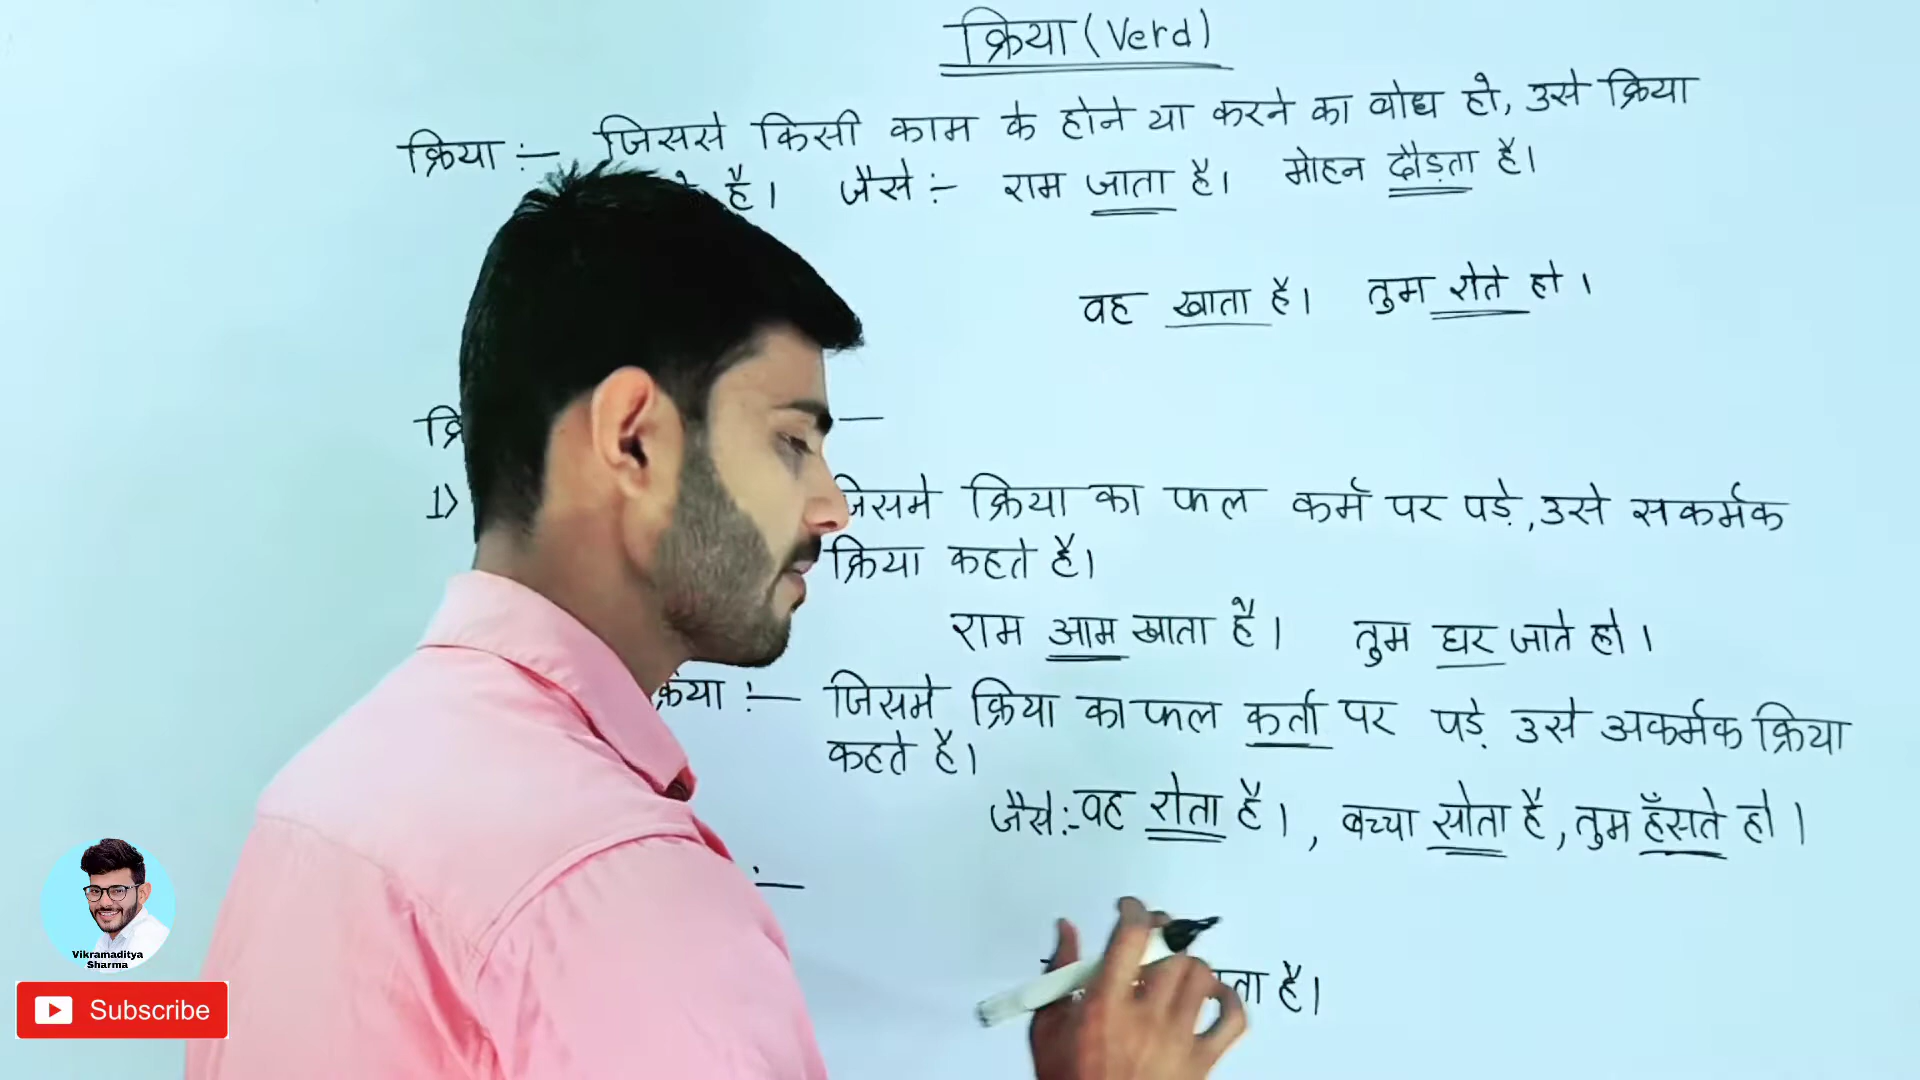 क्रिया (Verd)
क्रिया :- जिससे किसी काम के होने या करने का बोध हो, उसे क्रिया
है। जैसे :- राम जाता है। मोहन दौड़ता है।
वह खाता है। तुम रोते हो।
1)
जिसमे क्रिया का फल कर्म पर पड़े, उसे सकर्मक
क्रिया कहते है।
राम आम खाता है। तुम घर जाते हो।
क्रिया :- जिसमे क्रिया का फल कर्ता पर पड़े उसे अकर्मक क्रिया
कहते है।
जैसे :- वह रोता है। , बच्चा सोता है, तुम हँसते हो।
:-
है।
Vikramaditya
Sharma
Subscribe